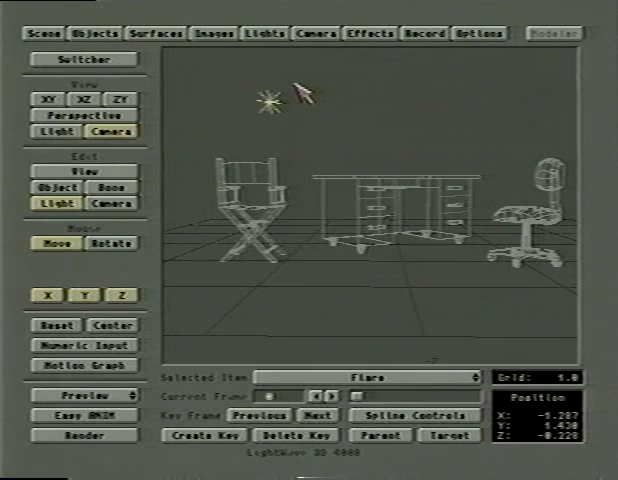 Scene Objects Surfaces Images Lights Camera Effects Record Options Modeler
Switcher
View
XY XZ ZY
Perspective
Light Camera
Edit
View
Object Bone
Light Camera
Mouse
Move Rotate
X Y Z
Reset Center
Numeric Input
Motion Graph
Selected Item Flare Grid: 1.0
Preview Current Frame Position
Easy ANIM Key Frame Previous Next Spline Controls X: -1.287
Y: 1.430
Render Create Key Delete Key Parent Target Z: -0.228
LightWave 3D 4000